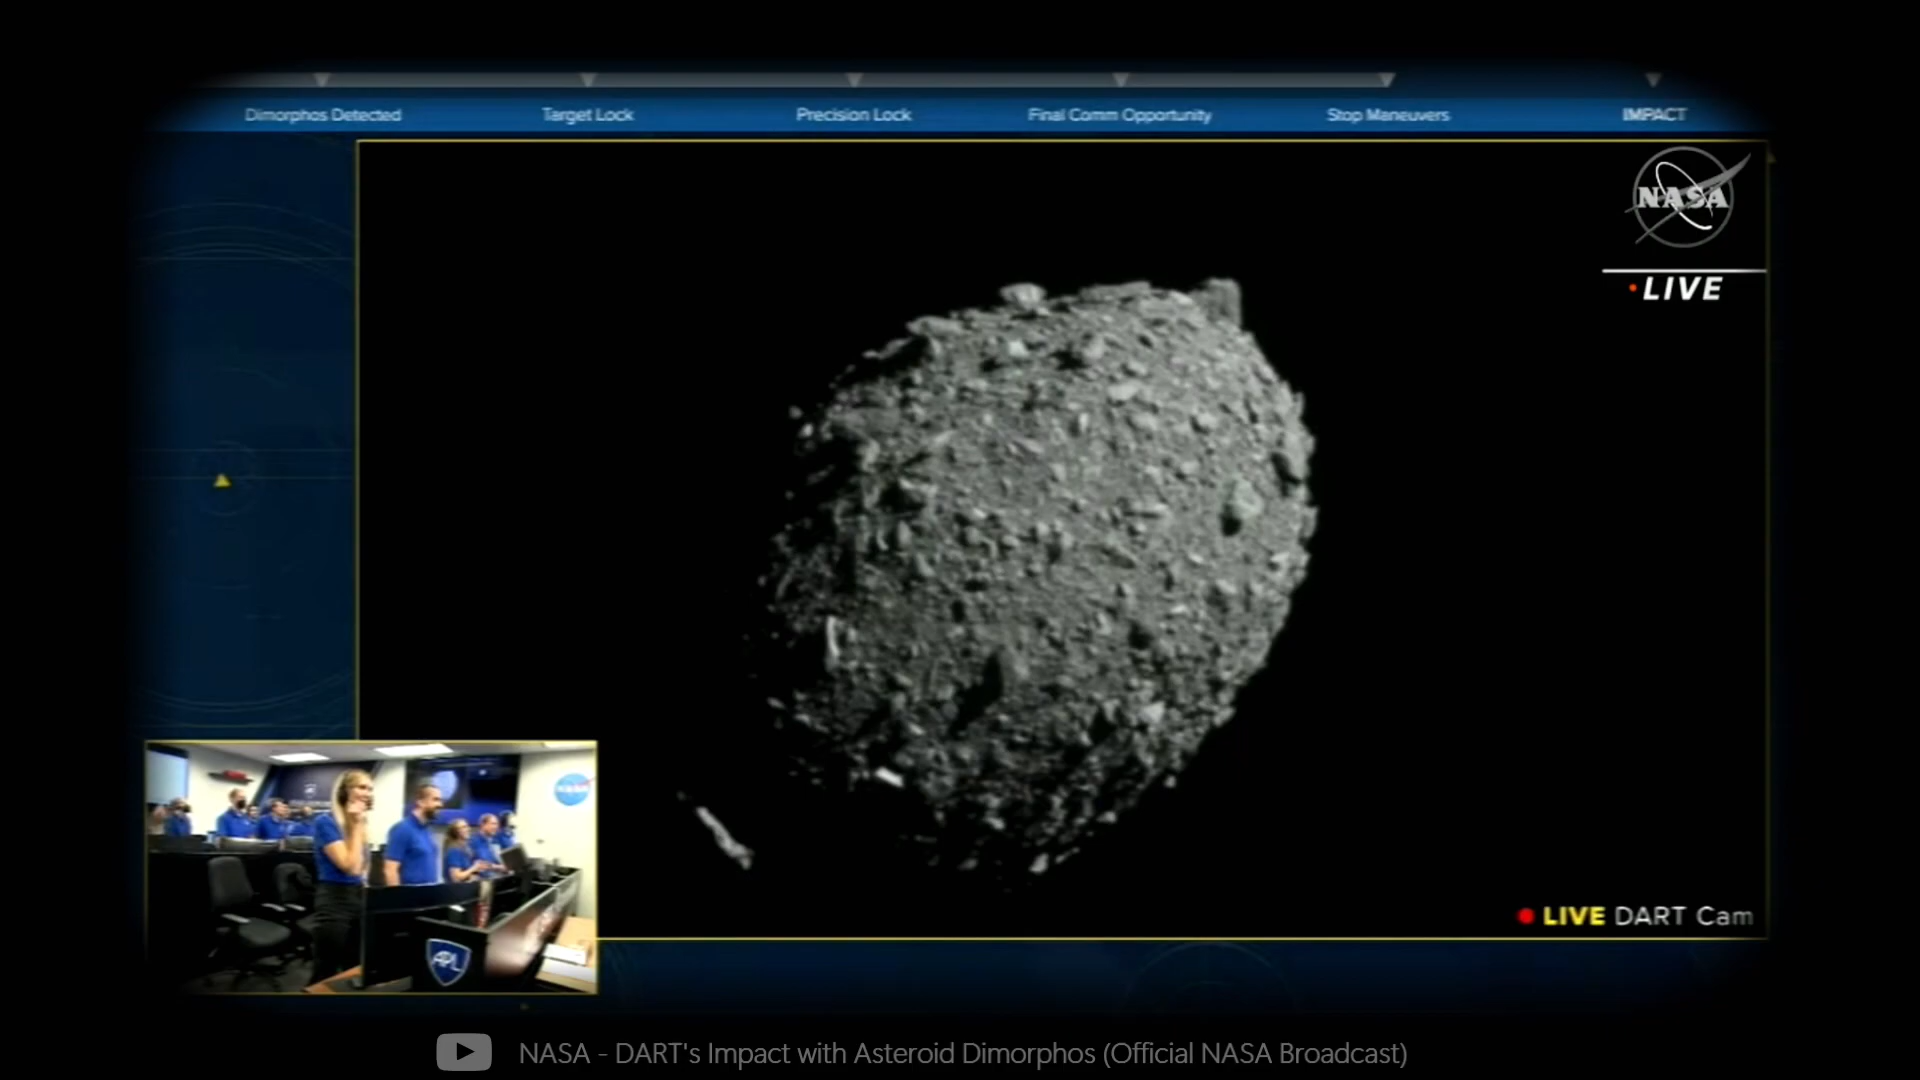 Dimorphos Detected
Target Lock
Precision Lock
Final Comm Opportunity
Stop Maneuvers
IMPACT
NASA
LIVE
NASA
APL
LIVE DART Cam
NASA - DART's Impact with Asteroid Dimorphos (Official NASA Broadcast)